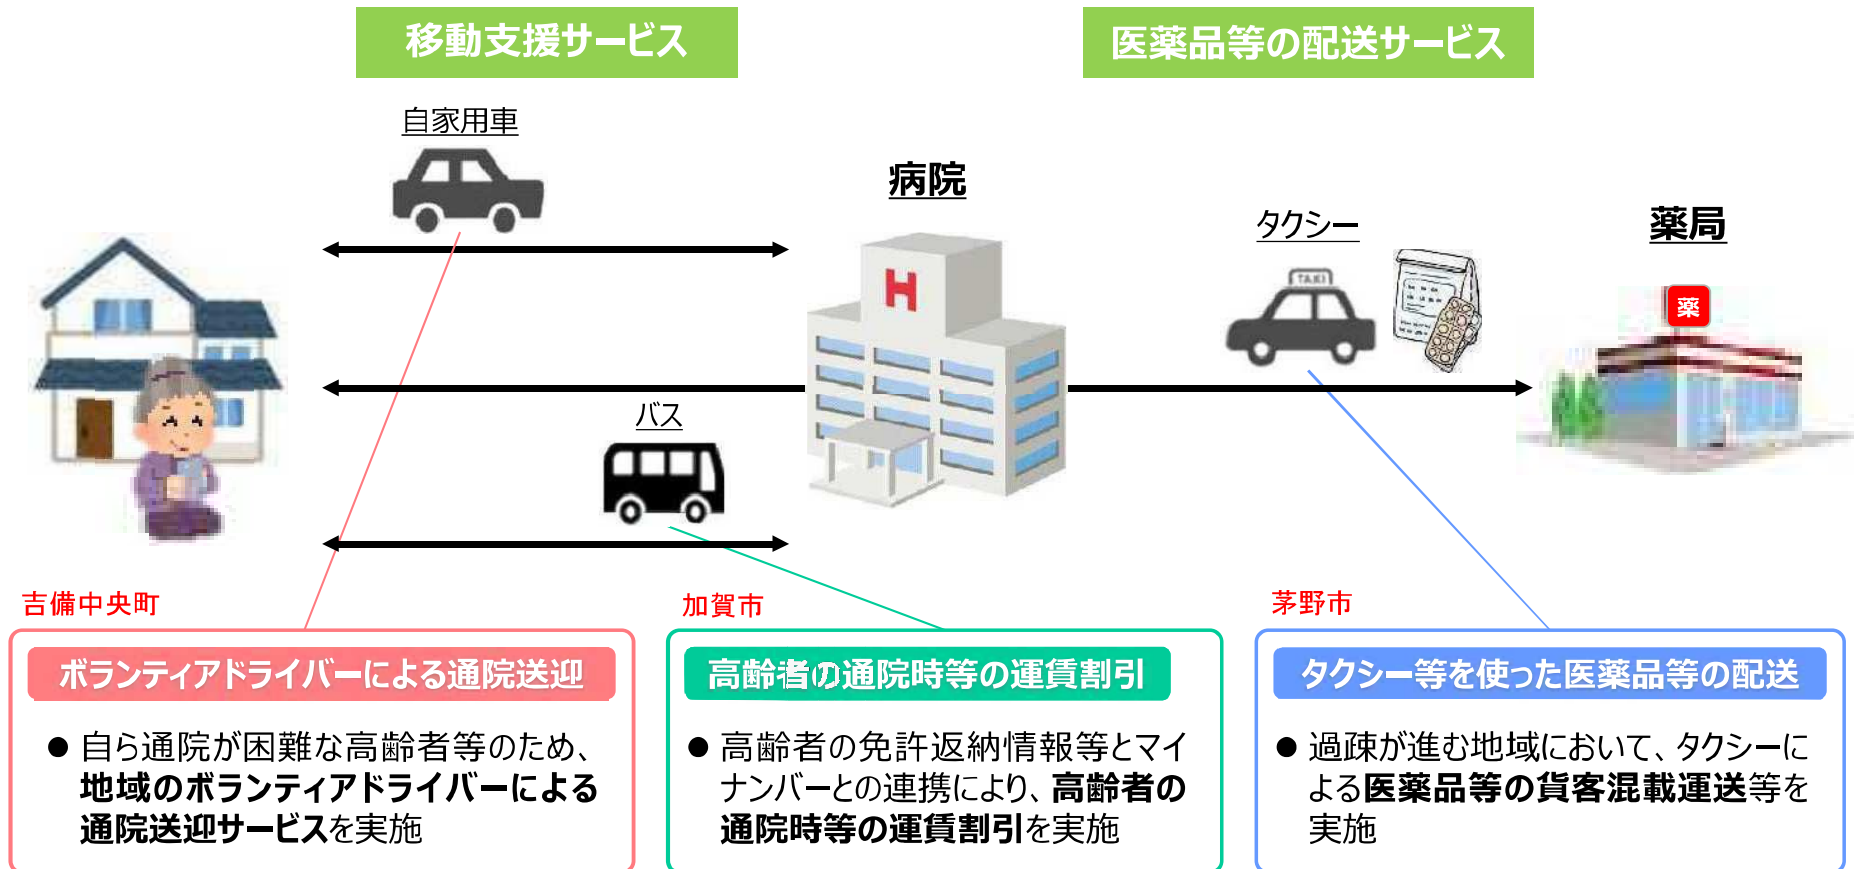 移動支援サービス
医薬品等の配送サービス
自家用車
病院
タクシー
薬局
TAXI
H
薬
バス
吉備中央町
加賀市
茅野市
ボランティアドライバーによる通院送迎
● 自ら通院が困難な高齢者等のため、
地域のボランティアドライバーによる
通院送迎サービスを実施
高齢者の通院時等の運賃割引
● 高齢者の免許返納情報等とマイ
ナンバーとの連携により、高齢者の
通院時等の運賃割引を実施
タクシー等を使った医薬品等の配送
● 過疎が進む地域において、タクシーに
よる医薬品等の貨客混載運送等を
実施